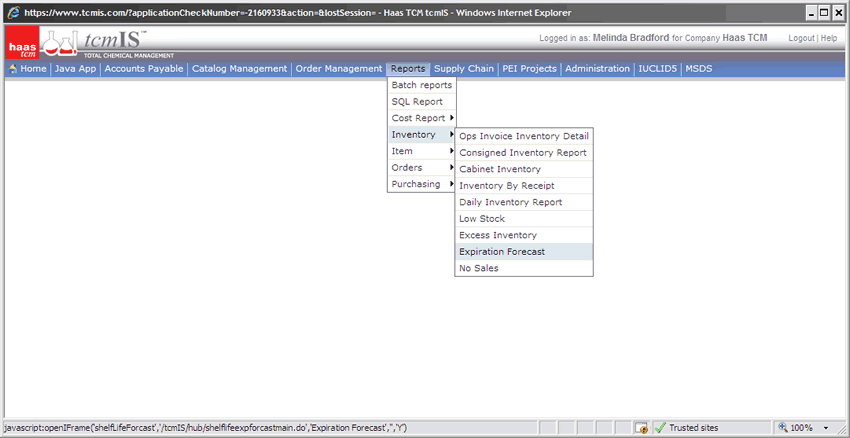 https://www.tcmis.com/?applicationCheckNumber=-2160933&action=&lostSession= - Haas TCM tcmIS - Windows Internet Explorer
haas tcm
tcmIS™
TOTAL CHEMICAL MANAGEMENT
Logged in as: Melinda Bradford for Company Haas TCM
Logout | Help
Home | Java App | Accounts Payable | Catalog Management | Order Management | Reports | Supply Chain | PEI Projects | Administration | IUCLID5 | MSDS
Batch reports
SQL Report
Cost Report
Inventory
Item
Orders
Purchasing
Ops Invoice Inventory Detail
Consigned Inventory Report
Cabinet Inventory
Inventory By Receipt
Daily Inventory Report
Low Stock
Excess Inventory
Expiration Forecast
No Sales
javascript:openIFrame('shelfLifeForcast','/tcmIS/hub/shelflifeexpforcastmain.do','Expiration Forecast','','Y')
Trusted sites
100%